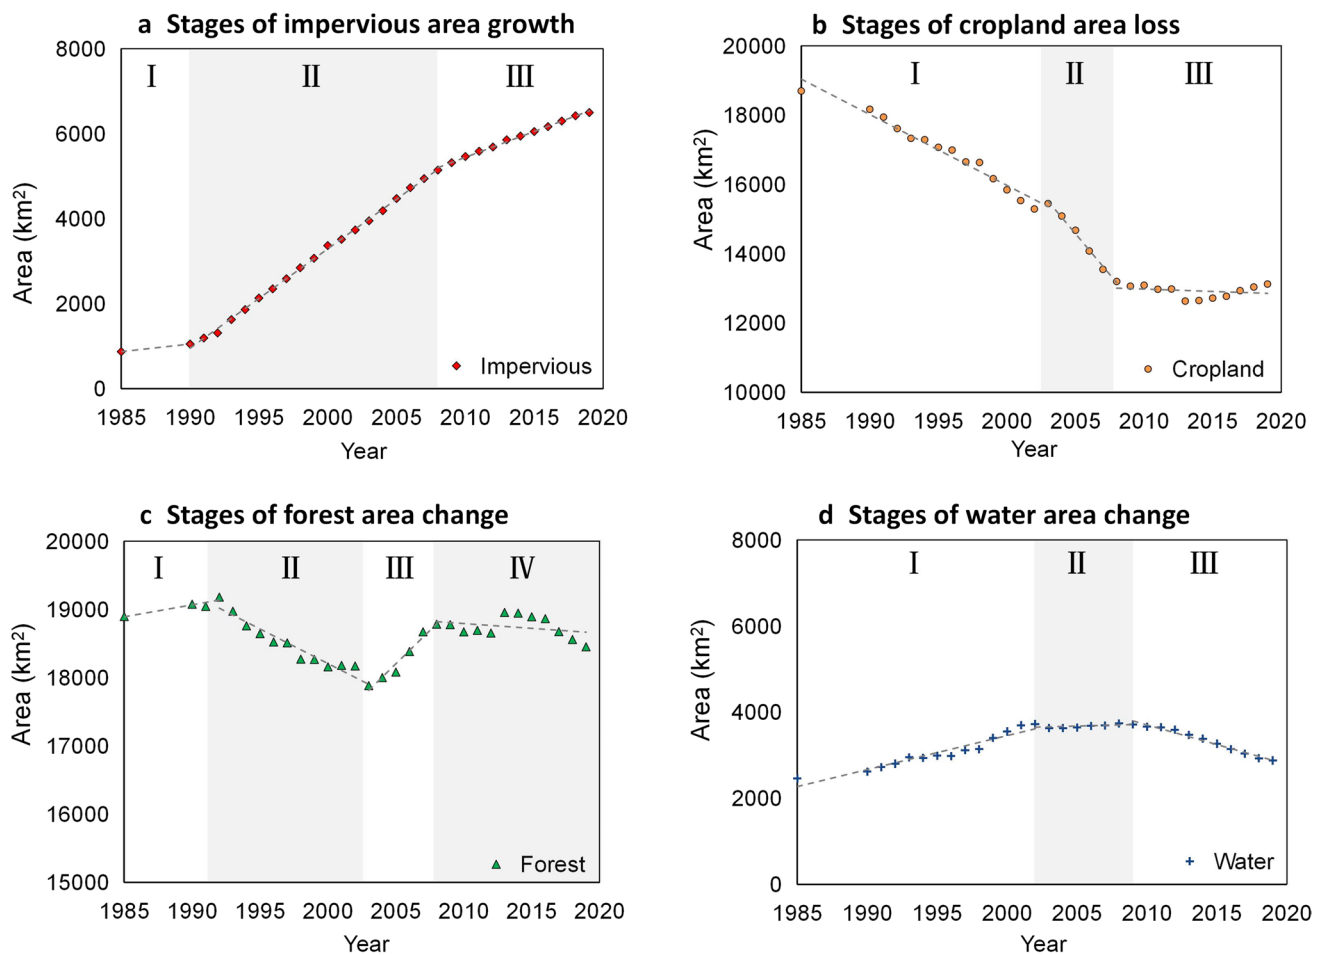 a Stages of impervious area growth
8000
6000
4000
2000
0
Area (km²)
I
II
III
Impervious
1985 1990 1995 2000 2005 2010 2015 2020
Year
b Stages of cropland area loss
20000
18000
16000
14000
12000
10000
Area (km²)
I
II
III
Cropland
1985 1990 1995 2000 2005 2010 2015 2020
Year
c Stages of forest area change
20000
19000
18000
17000
16000
15000
Area (km²)
I
II
III
IV
Forest
1985 1990 1995 2000 2005 2010 2015 2020
Year
d Stages of water area change
8000
6000
4000
2000
0
Area (km²)
I
II
III
Water
1985 1990 1995 2000 2005 2010 2015 2020
Year